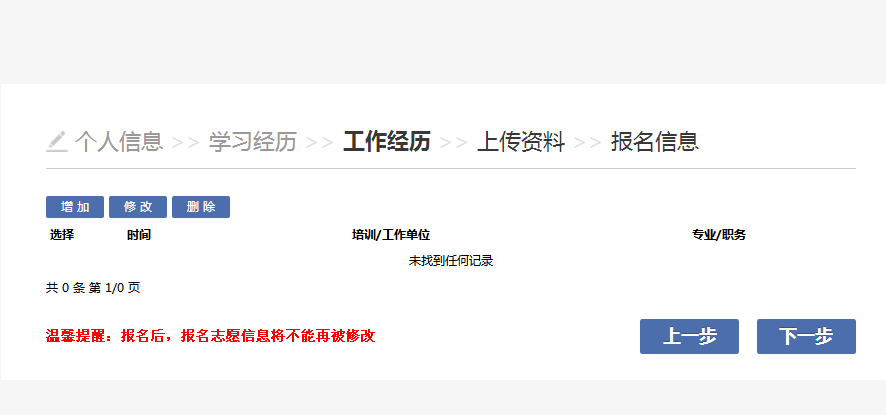 个人信息 >> 学习经历 >> 工作经历 >> 上传资料 >> 报名信息
增加 修改 删除
选择 时间 培训/工作单位 专业/职务
未找到任何记录
共 0 条 第 1/0 页
温馨提醒：报名后，报名志愿信息将不能再被修改 上一步 下一步